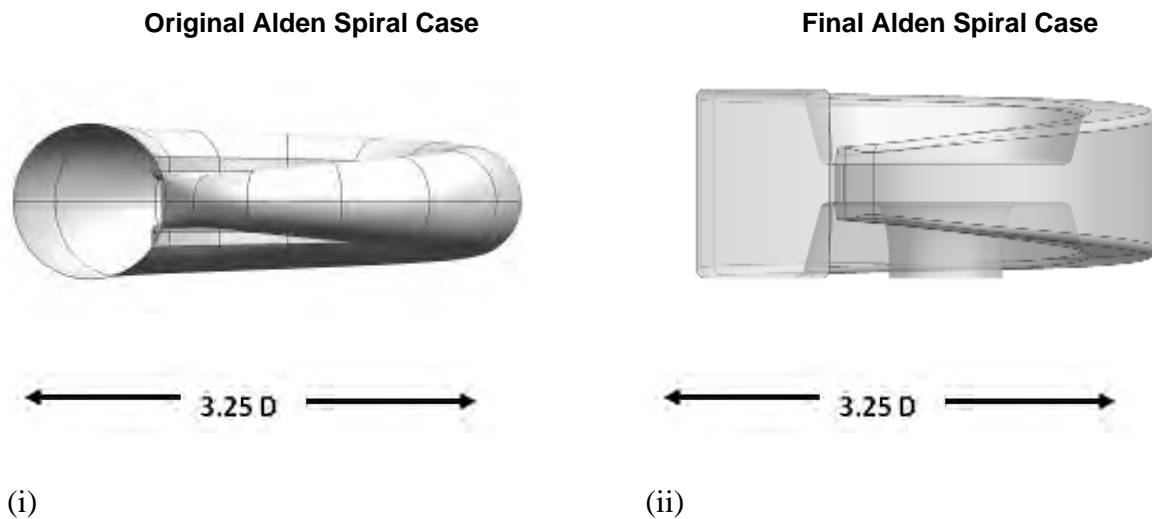 Original Alden Spiral Case
Final Alden Spiral Case
3.25 D
3.25 D
(i)
(ii)